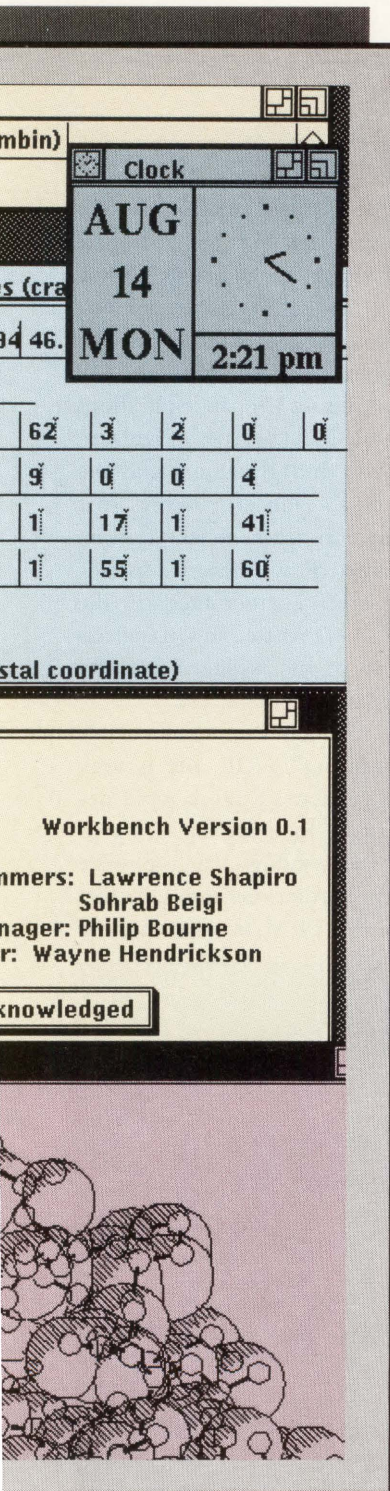 mbin)
Clock
AUG
14
MON
2:21 pm
es (cra
94 46.
62 3 2 0 0
9 0 0 4
1 17 1 41
1 55 1 60
stal coordinate)
Workbench Version 0.1
mmers: Lawrence Shapiro
Sohrab Beigi
nager: Philip Bourne
r: Wayne Hendrickson
knowledged